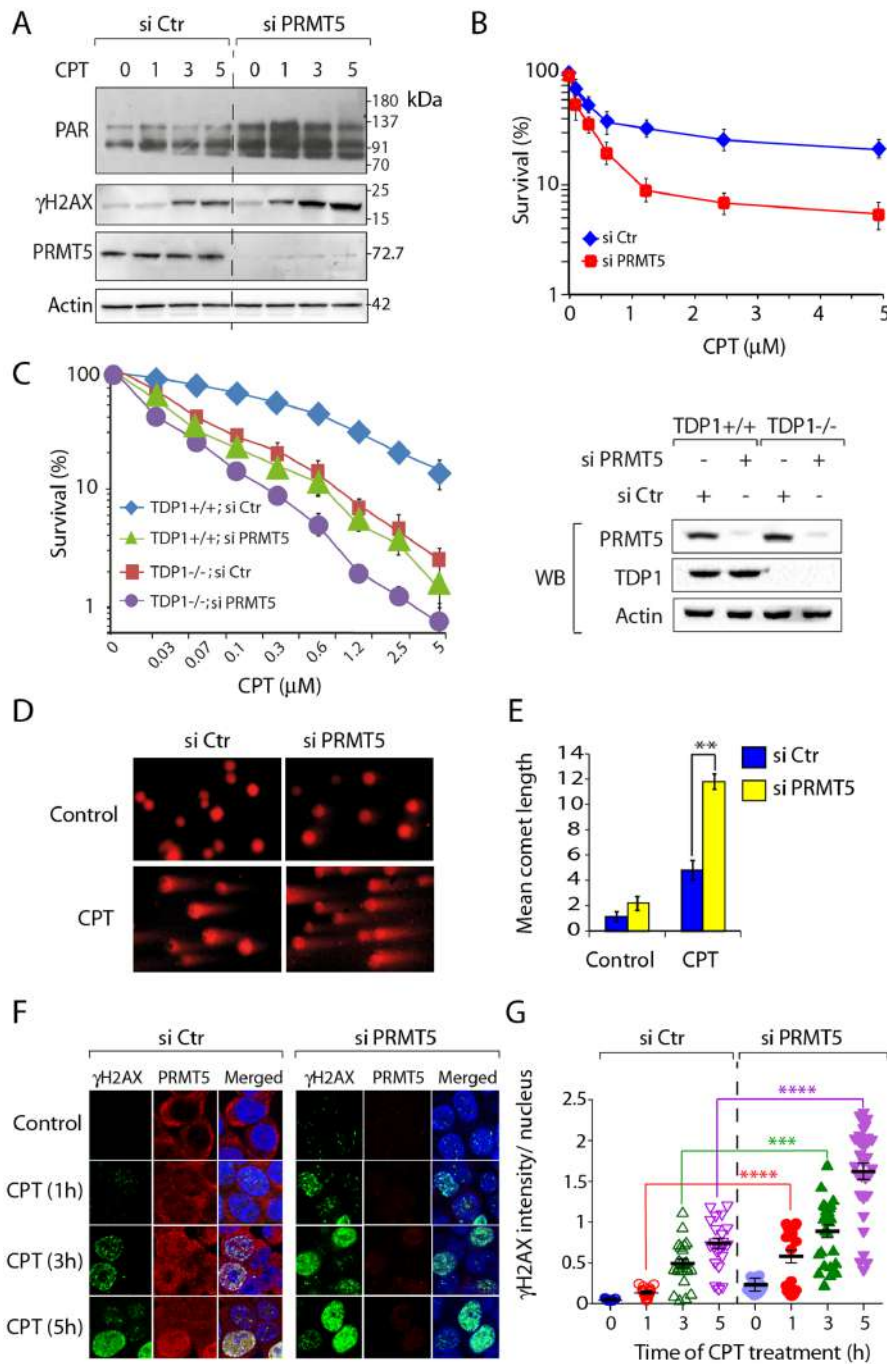 A
si Ctr si PRMT5
CPT 0 1 3 5 0 1 3 5
180 kDa
137
PAR
91
70
γH2AX
25
15
PRMT5
72.7
Actin
42
B
Survival (%)
100
10
1
si Ctr
si PRMT5
0 1 2 3 4 5
CPT (μM)
C
Survival (%)
100
10
1
TDP1+/+; si Ctr
TDP1+/+; si PRMT5
TDP1-/-; si Ctr
TDP1-/-; si PRMT5
0 0.03 0.07 0.1 0.3 0.6 1.2 2.5 5
CPT (μM)
TDP1+/+ TDP1-/-
si PRMT5 - + - +
si Ctr + - + -
WB
PRMT5
TDP1
Actin
D
si Ctr si PRMT5
Control
CPT
E
Mean comet length
14
12
10
8
6
4
2
0
**
si Ctr
si PRMT5
Control CPT
F
si Ctr si PRMT5
γH2AX PRMT5 Merged γH2AX PRMT5 Merged
Control
CPT (1h)
CPT (3h)
CPT (5h)
G
si Ctr si PRMT5
γH2AX intensity/ nucleus
2.5
2
1.5
1
0.5
0
****
***
****
0 1 3 5 0 1 3 5
Time of CPT treatment (h)